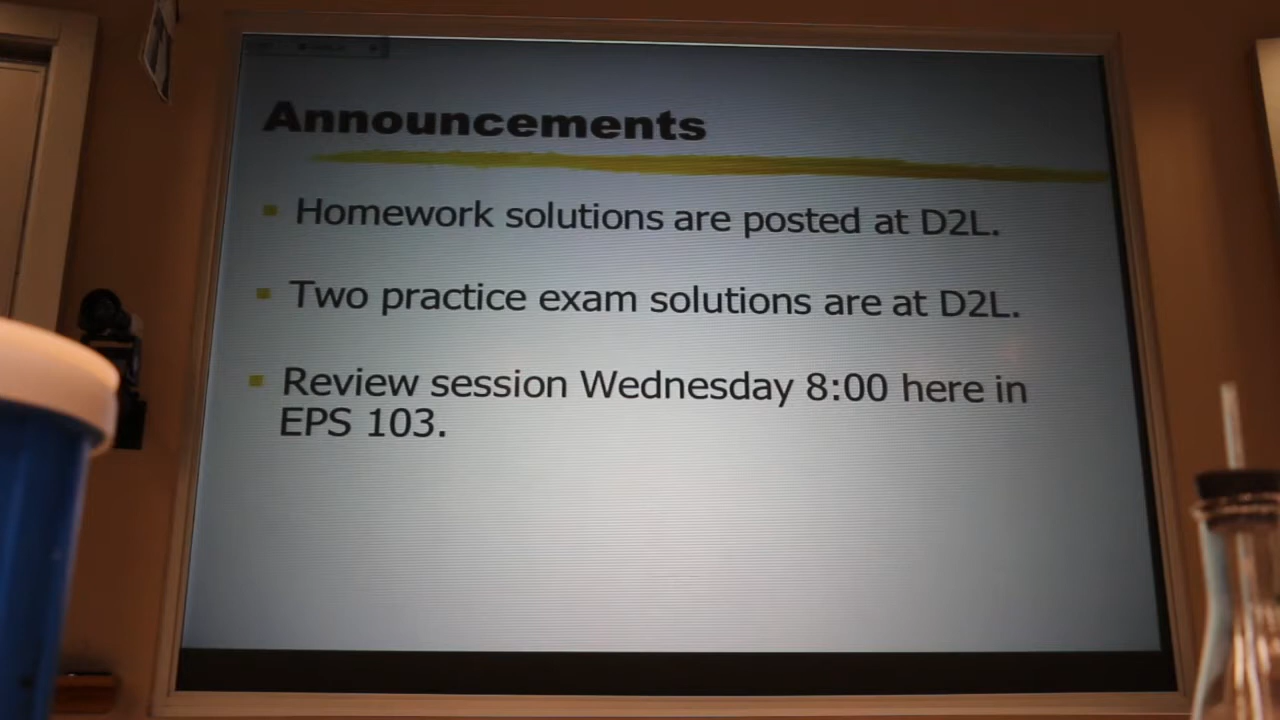 Announcements
Homework solutions are posted at D2L.
Two practice exam solutions are at D2L.
Review session Wednesday 8:00 here in
EPS 103.